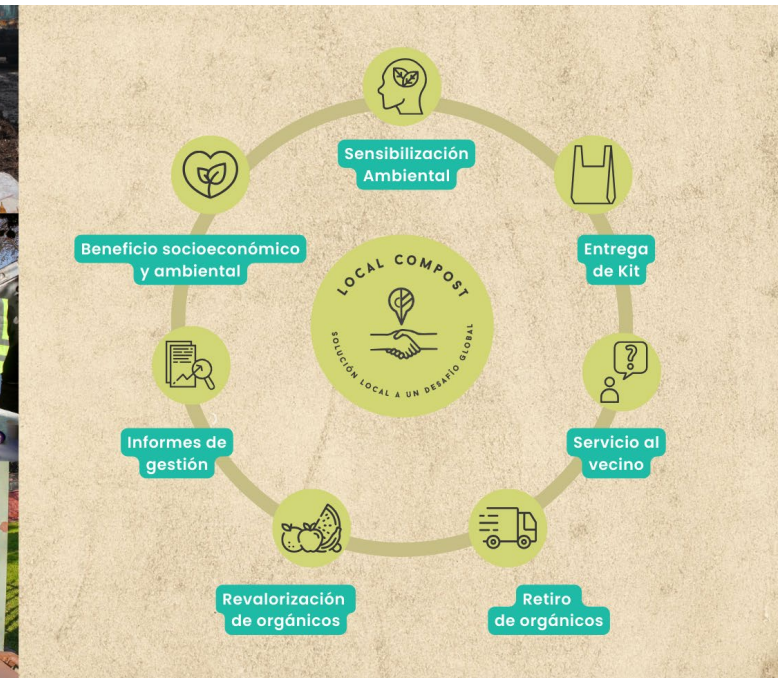 Sensibilización
Ambiental
Entrega
de Kit
Servicio al
vecino
Retiro
de orgánicos
Revalorización
de orgánicos
Informes de
gestión
Beneficio socioeconómico
y ambiental
LOCAL COMPOST
SOLUCIÓN LOCAL A UN DESAFÍO GLOBAL
?